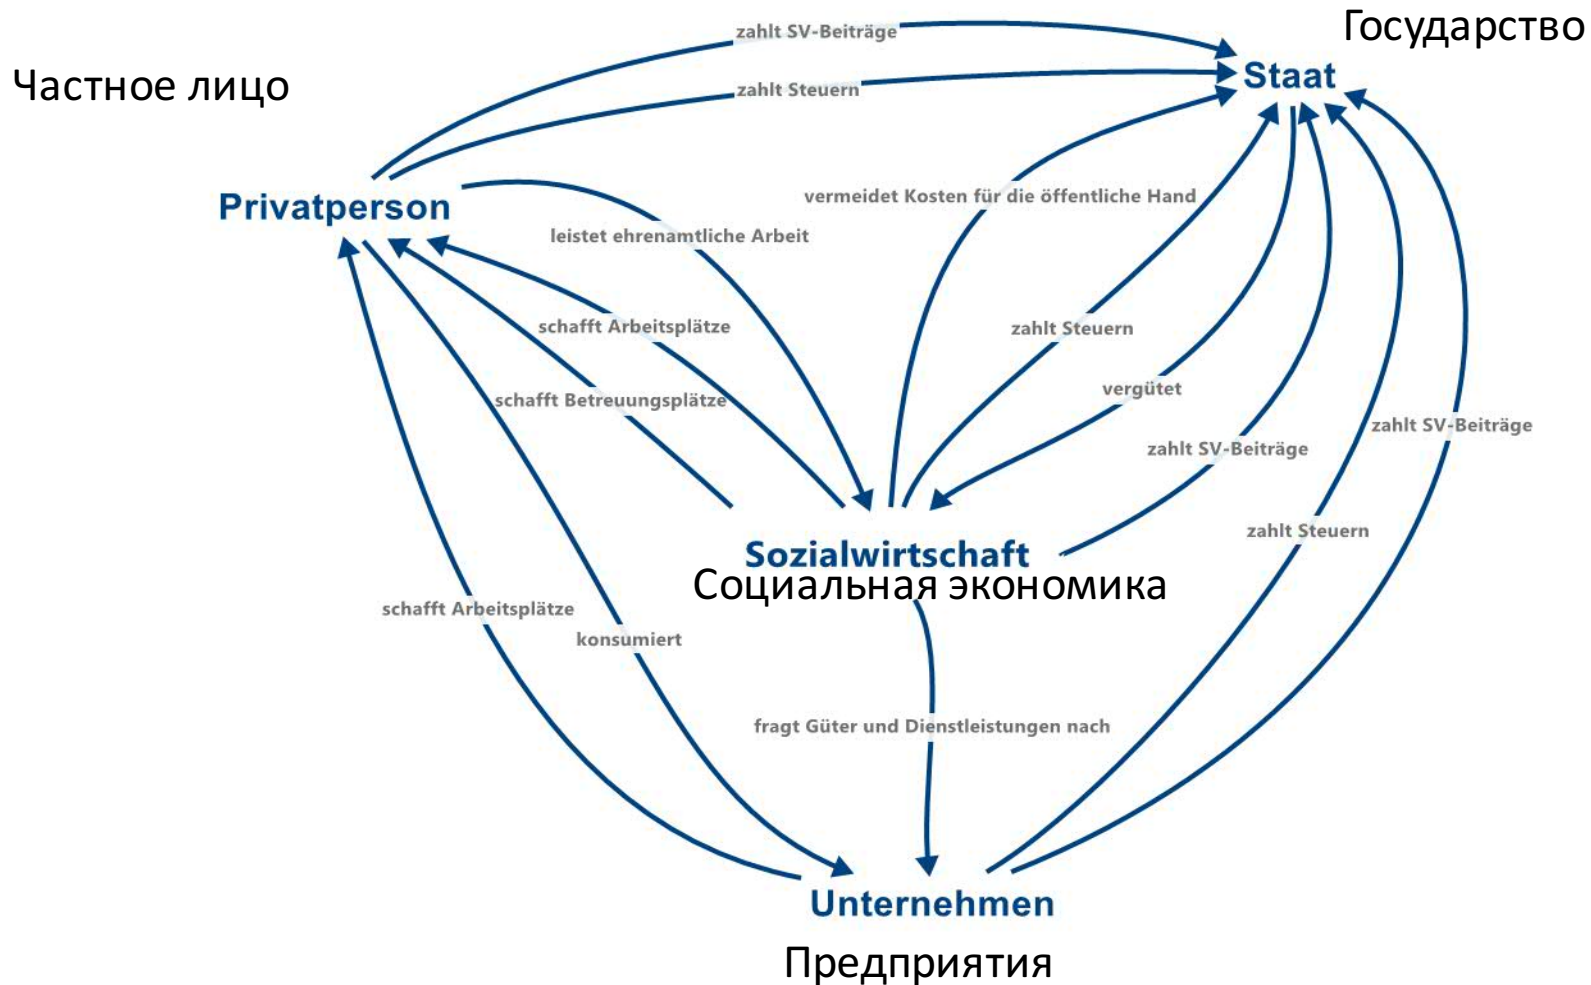 Государство
zahlt SV-Beiträge
Staat
Частное лицо
zahlt Steuern
Privatperson
vermeidet Kosten für die öffentliche Hand
leistet ehrenamtliche Arbeit
schafft Arbeitsplätze
zahlt Steuern
vergütet
schafft Betreuungsplätze
zahlt SV-Beiträge
zahlt SV-Beiträge
zahlt Steuern
Sozialwirtschaft
Социальная экономика
schafft Arbeitsplätze
konsumiert
fragt Güter und Dienstleistungen nach
Unternehmen
Предприятия